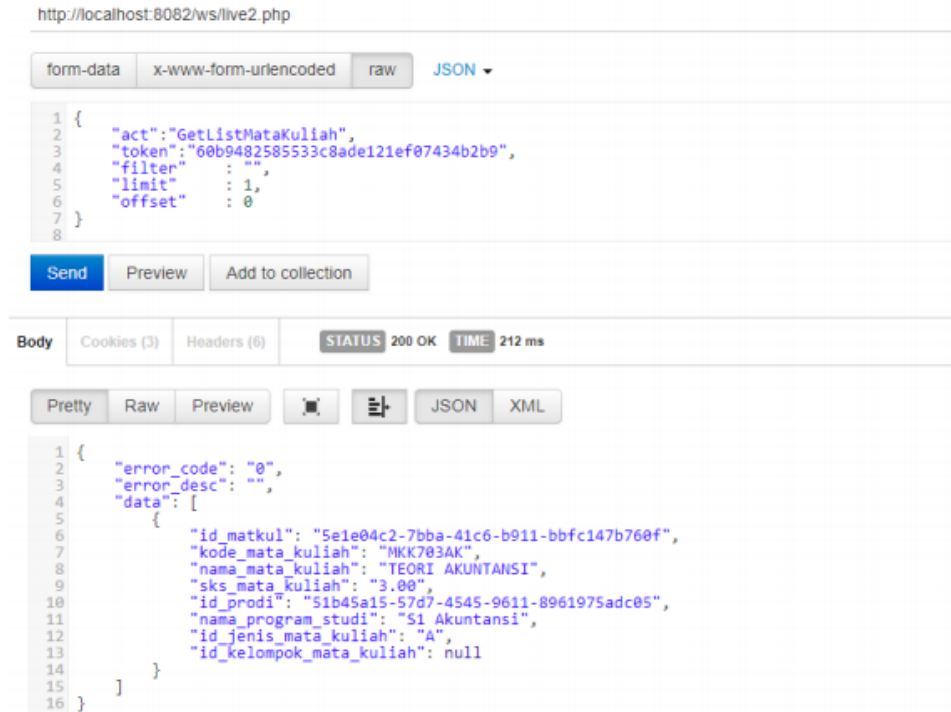 http://localhost:8082/ws/live2.php
form-data x-www-form-urlencoded raw JSON
1 {
2 "act":"GetListMataKuliah",
3 "token":"60b9482585533c8ade121ef07434b2b9",
4 "filter" : "",
5 "limit" : 1,
6 "offset" : 0
7 }
8
Send Preview Add to collection
Body Cookies (3) Headers (6) STATUS 200 OK TIME 212 ms
Pretty Raw Preview JSON XML
1 {
2 "error_code": "0",
3 "error_desc": "",
4 "data": [
5 {
6 "id_matkul": "5e1e04c2-7bba-41c6-b911-bbfc147b760f",
7 "kode_mata_kuliah": "MKK703AK",
8 "nama_mata_kuliah": "TEORI AKUNTANSI",
9 "sks_mata_kuliah": "3.00",
10 "id_prodi": "51b45a15-57d7-4545-9611-8961975adc05",
11 "nama_program_studi": "S1 Akuntansi",
12 "id_jenis_mata_kuliah": "A",
13 "id_kelompok_mata_kuliah": null
14 }
15 ]
16 }